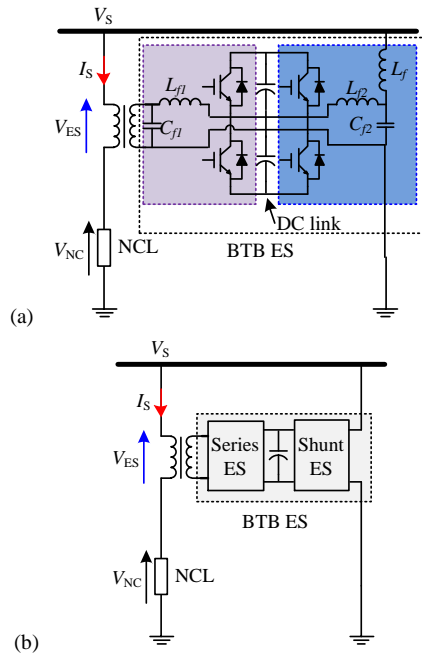 V_S
I_S
L_f1
L_f2
L_f
V_ES
C_f1
C_f2
V_NC
NCL
DC link
BTB ES
(a)
V_S
I_S
V_ES
Series
ES
Shunt
ES
BTB ES
V_NC
NCL
(b)